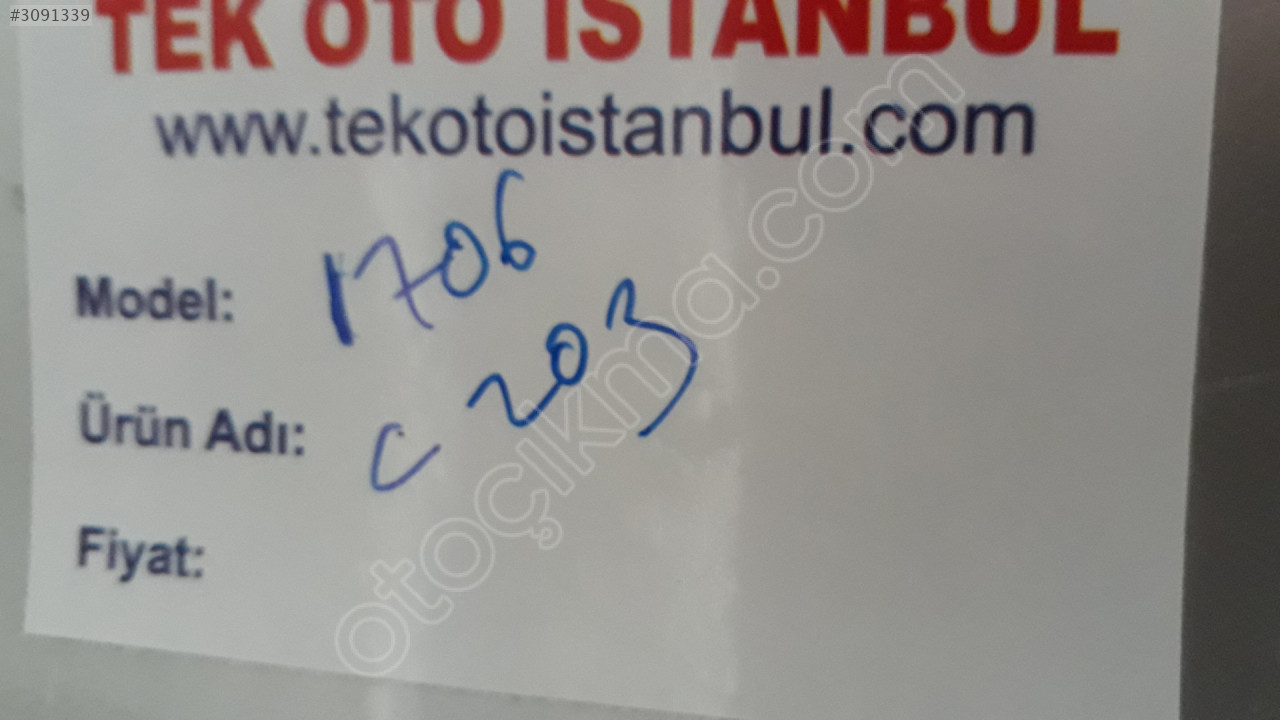 #3091339
TEK OTO İSTANBUL
www.tekotoistanbul.com
Model: 1706
Ürün Adı: C 203
Fiyat:
otoçıkma.com